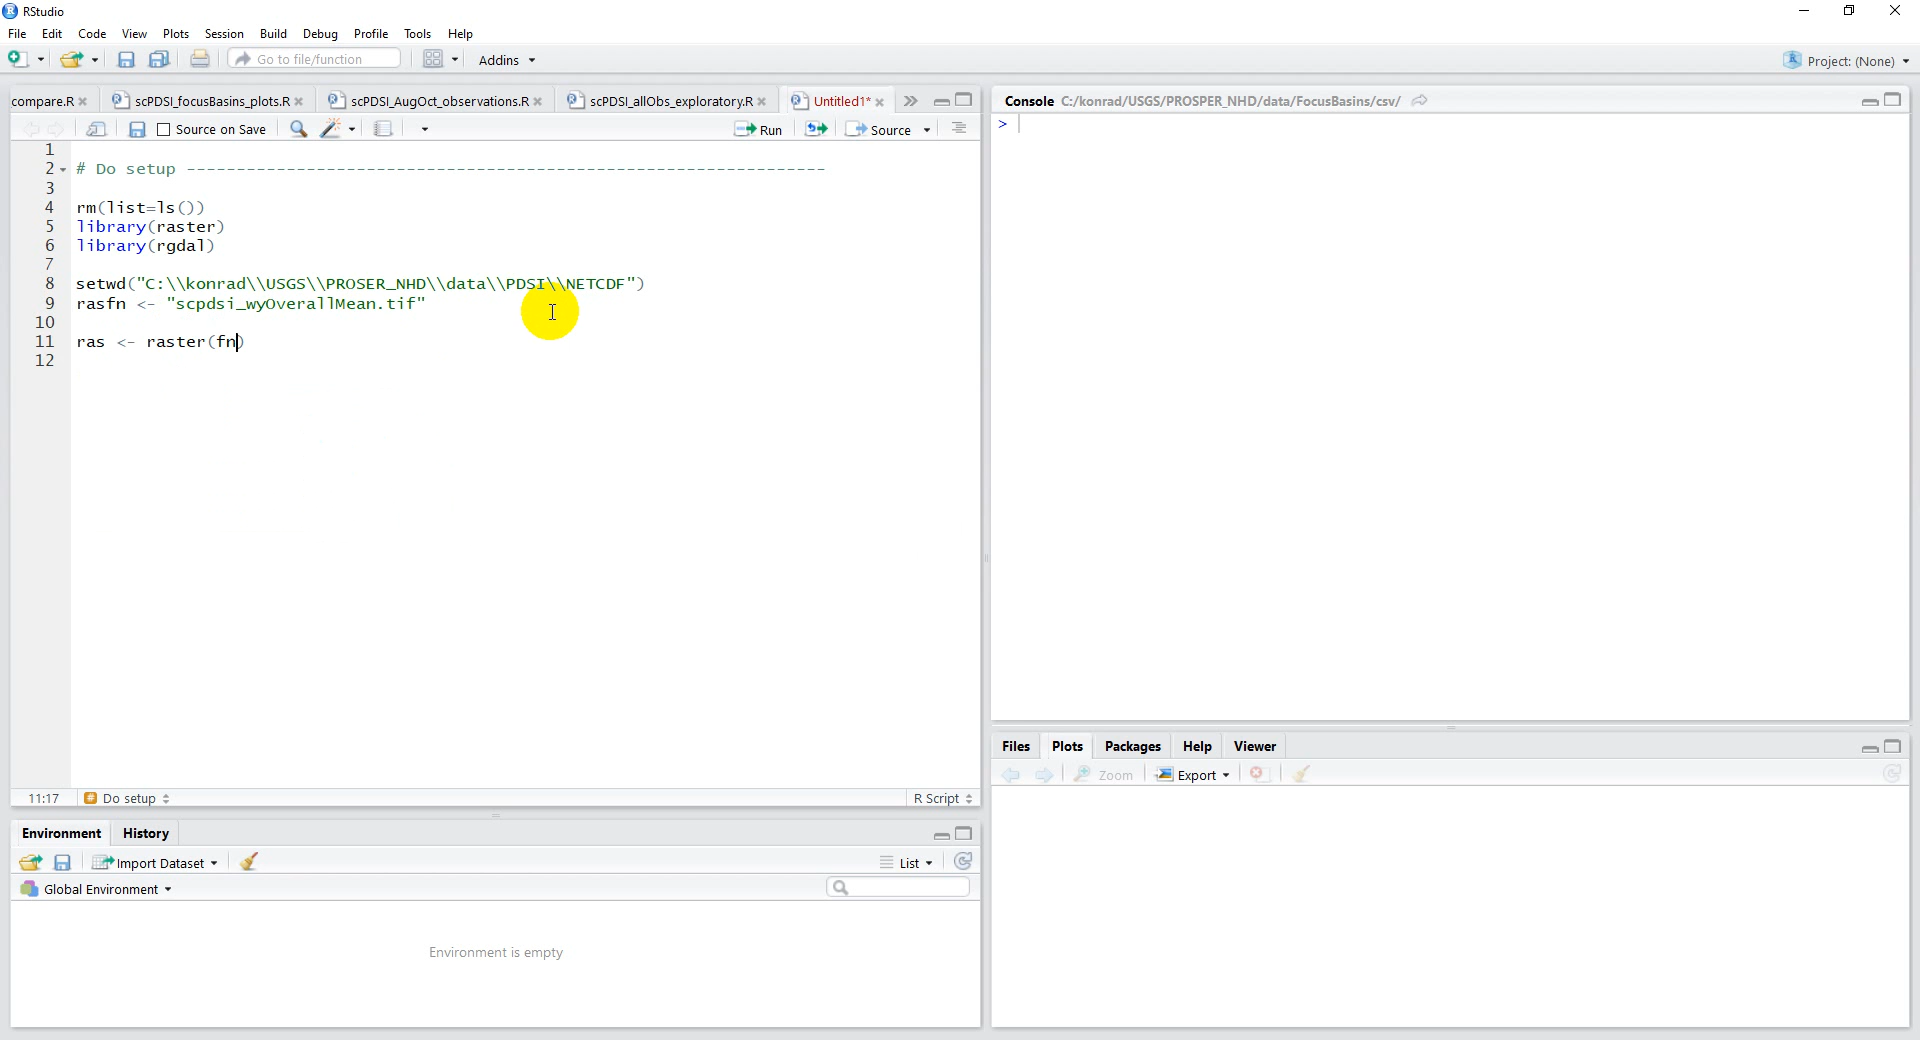 RStudio
File Edit Code View Plots Session Build Debug Profile Tools Help
Go to file/function Addins Project: (None)
compare.R scPDSI_focusBasins_plots.R scPDSI_AugOct_observations.R scPDSI_allObs_exploratory.R Untitled1*
Source on Save Run Source
1
2 # Do setup ----------------------------------------------------------------
3
4 rm(list=ls())
5 library(raster)
6 library(rgdal)
7
8 setwd("C:\\konrad\\USGS\\PROSER_NHD\\data\\PDSI\\NETCDF")
9 rasfn <- "scpdsi_wyOverallMean.tif"
10
11 ras <- raster(fn)
12
11:17 Do setup R Script
Environment History
Import Dataset List
Global Environment
Environment is empty
Console C:/konrad/USGS/PROSPER_NHD/data/FocusBasins/csv/
>
Files Plots Packages Help Viewer
Zoom Export